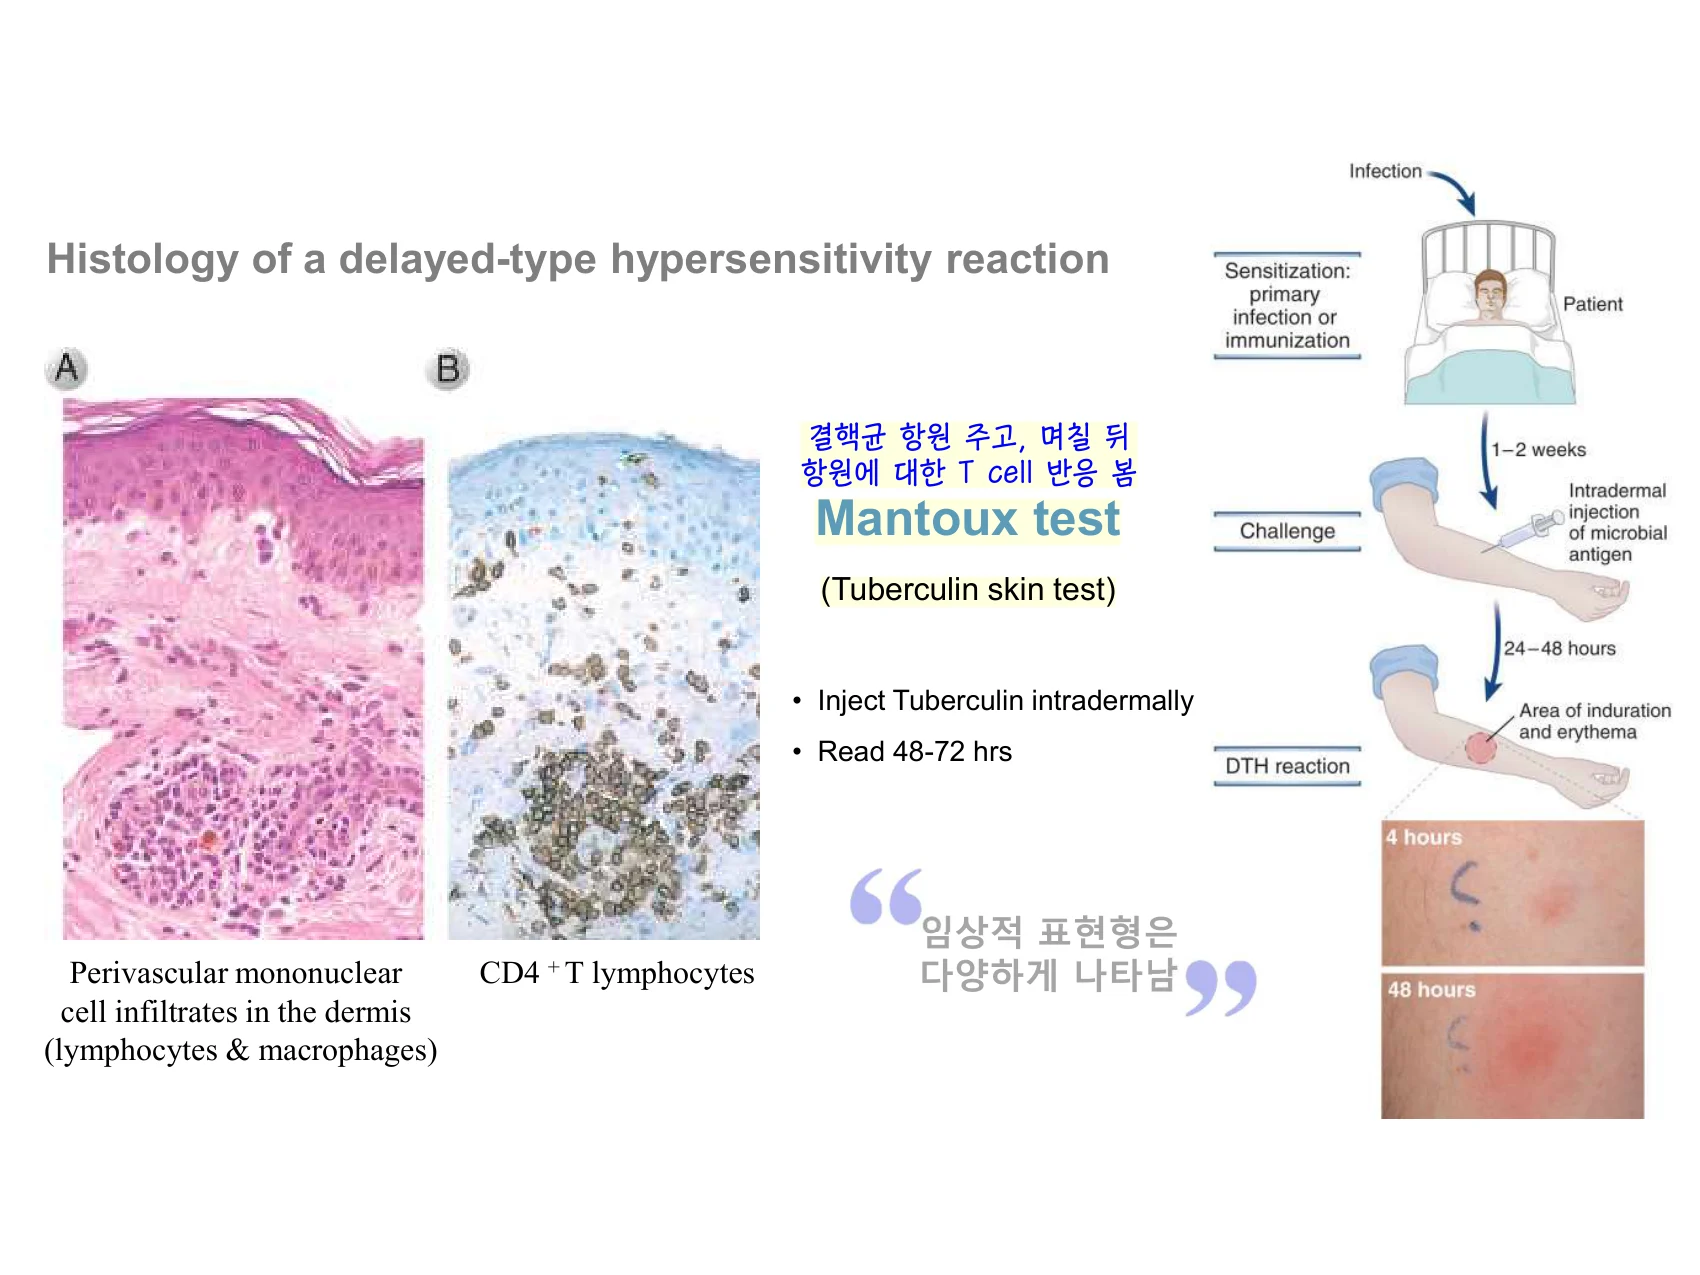 Histology of a delayed-type hypersensitivity reaction
A
B
Perivascular mononuclear
cell infiltrates in the dermis
(lymphocytes & macrophages)
CD4 + T lymphocytes
결핵균 항원 주고, 며칠 뒤
항원에 대한 T cell 반응 봄
Mantoux test
(Tuberculin skin test)
• Inject Tuberculin intradermally
• Read 48-72 hrs
“임상적 표현형은
다양하게 나타남”
Infection
Sensitization:
primary
infection or
immunization
Patient
1–2 weeks
Intradermal
injection
of microbial
antigen
Challenge
24–48 hours
Area of induration
and erythema
DTH reaction
4 hours
48 hours